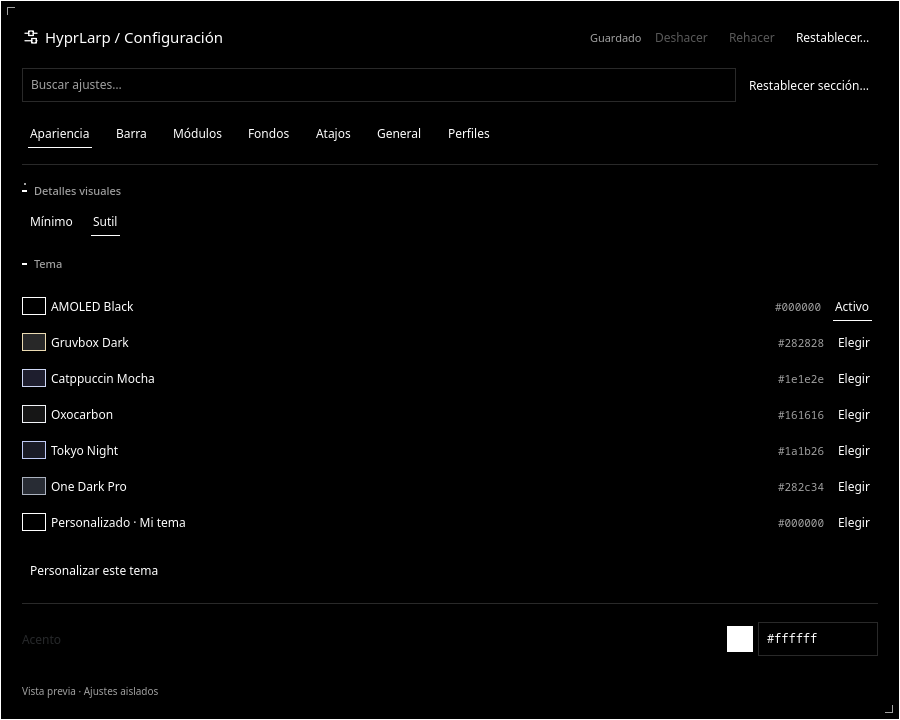 HyprLarp / Configuración Guardado Deshacer Rehacer Restablecer...
Buscar ajustes... Restablecer sección...
Apariencia Barra Módulos Fondos Atajos General Perfiles
Detalles visuales
Mínimo Sutil
Tema
AMOLED Black #000000 Activo
Gruvbox Dark #282828 Elegir
Catppuccin Mocha #1e1e2e Elegir
Oxocarbon #161616 Elegir
Tokyo Night #1a1b26 Elegir
One Dark Pro #282c34 Elegir
Personalizado · Mi tema #000000 Elegir
Personalizar este tema
Acento #ffffff
Vista previa · Ajustes aislados